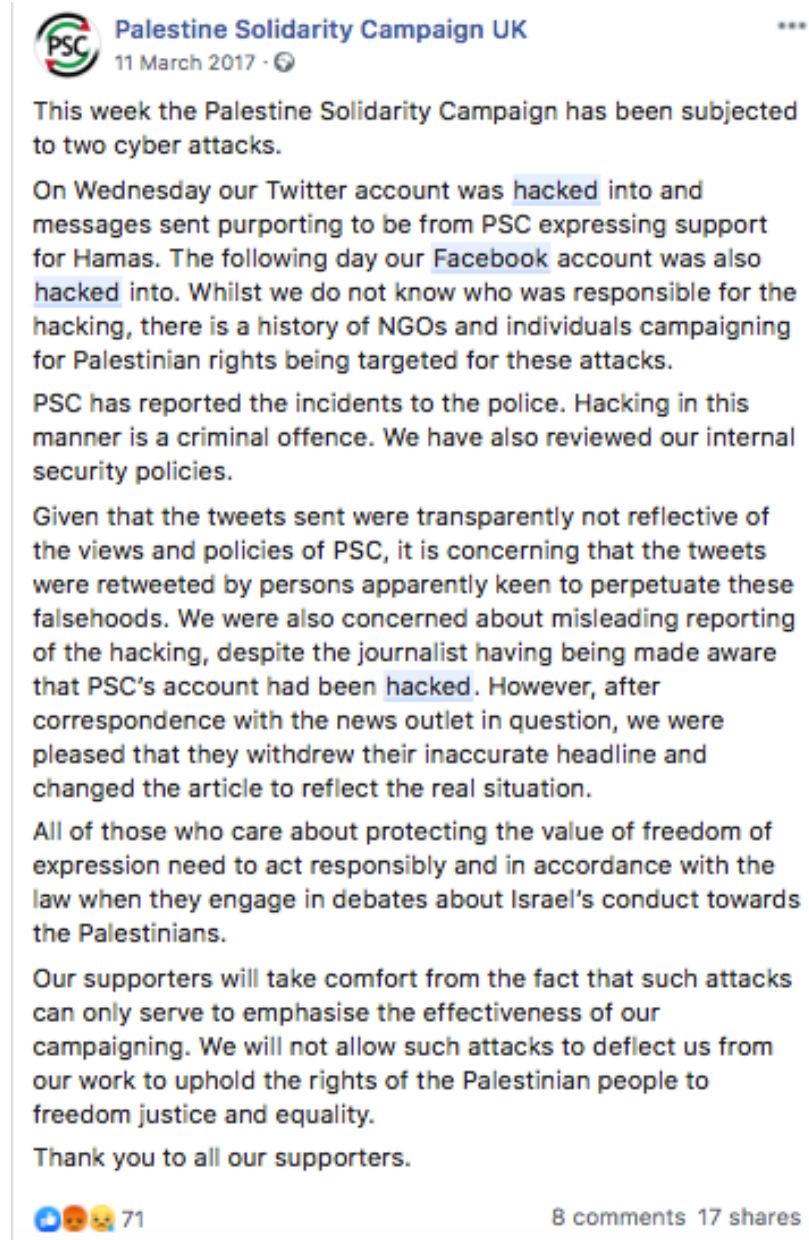 PSC
Palestine Solidarity Campaign UK
11 March 2017 ·
This week the Palestine Solidarity Campaign has been subjected
to two cyber attacks.
On Wednesday our Twitter account was hacked into and
messages sent purporting to be from PSC expressing support
for Hamas. The following day our Facebook account was also
hacked into. Whilst we do not know who was responsible for the
hacking, there is a history of NGOs and individuals campaigning
for Palestinian rights being targeted for these attacks.
PSC has reported the incidents to the police. Hacking in this
manner is a criminal offence. We have also reviewed our internal
security policies.
Given that the tweets sent were transparently not reflective of
the views and policies of PSC, it is concerning that the tweets
were retweeted by persons apparently keen to perpetuate these
falsehoods. We were also concerned about misleading reporting
of the hacking, despite the journalist having being made aware
that PSC's account had been hacked. However, after
correspondence with the news outlet in question, we were
pleased that they withdrew their inaccurate headline and
changed the article to reflect the real situation.
All of those who care about protecting the value of freedom of
expression need to act responsibly and in accordance with the
law when they engage in debates about Israel's conduct towards
the Palestinians.
Our supporters will take comfort from the fact that such attacks
can only serve to emphasise the effectiveness of our
campaigning. We will not allow such attacks to deflect us from
our work to uphold the rights of the Palestinian people to
freedom justice and equality.
Thank you to all our supporters.
71 8 comments 17 shares